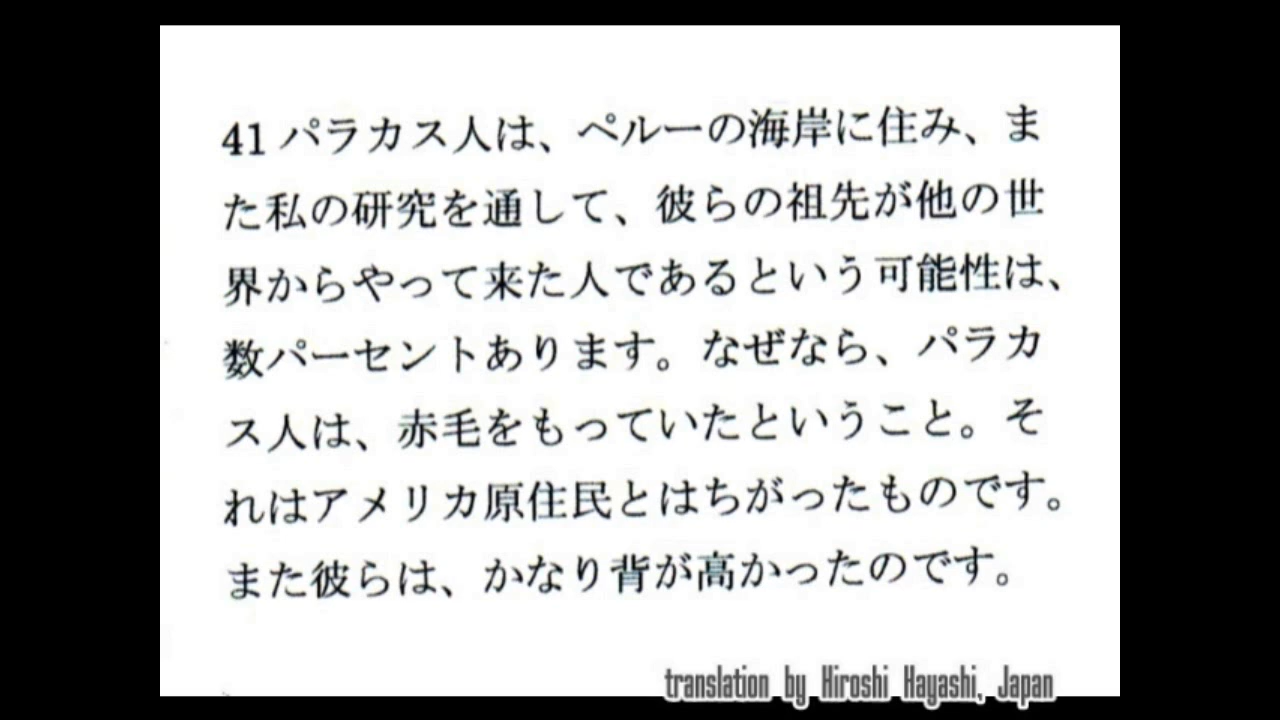 41 パラカス人は、ペルーの海岸に住み、ま
た私の研究を通して、彼らの祖先が他の世
界からやって来た人であるという可能性は、
数パーセントあります。なぜなら、パラカ
ス人は、赤毛をもっていたということ。そ
れはアメリカ原住民とはちがったものです。
また彼らは、かなり背が高かったのです。
translation by Hiroshi Hayashi, Japan